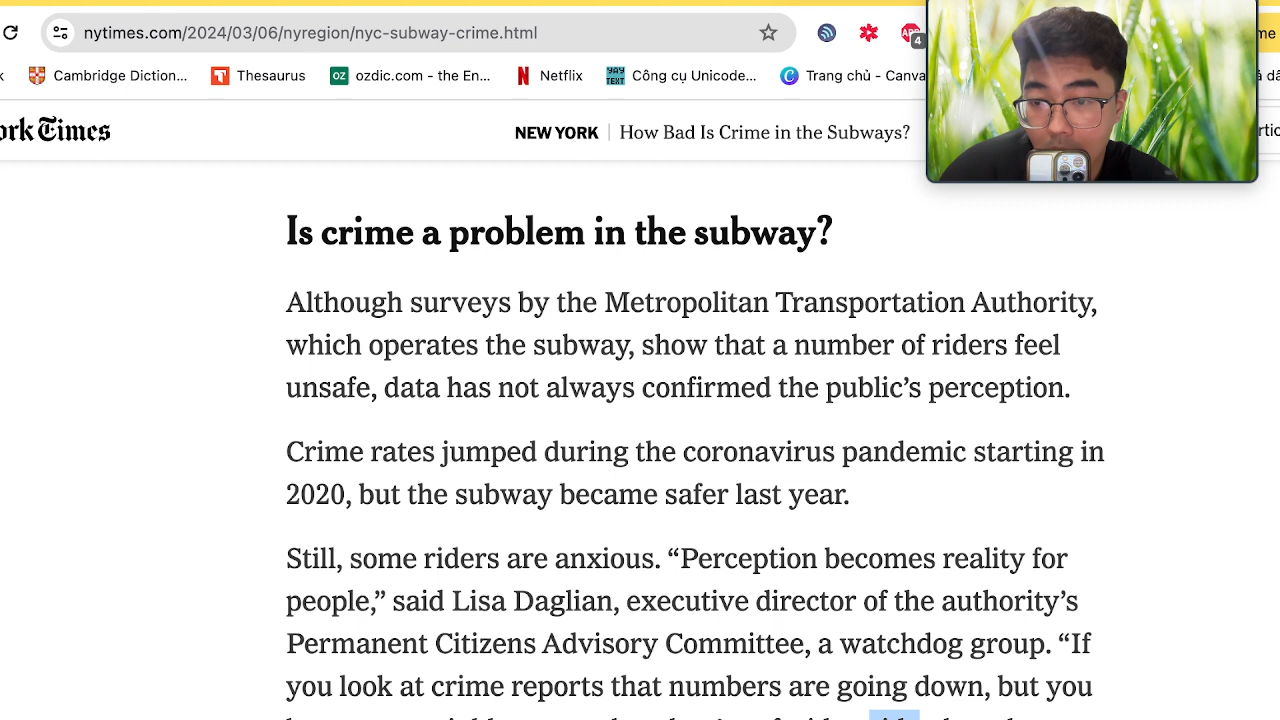 nytimes.com/2024/03/06/nyregion/nyc-subway-crime.html
4
Cambridge Diction... Thesaurus OZ ozdic.com - the En... N Netflix YAY TEXT Công cụ Unicode... C Trang chủ - Canva
ork Times NEW YORK | How Bad Is Crime in the Subways?
Is crime a problem in the subway?
Although surveys by the Metropolitan Transportation Authority,
which operates the subway, show that a number of riders feel
unsafe, data has not always confirmed the public’s perception.
Crime rates jumped during the coronavirus pandemic starting in
2020, but the subway became safer last year.
Still, some riders are anxious. “Perception becomes reality for
people,” said Lisa Daglian, executive director of the authority’s
Permanent Citizens Advisory Committee, a watchdog group. “If
you look at crime reports that numbers are going down, but you